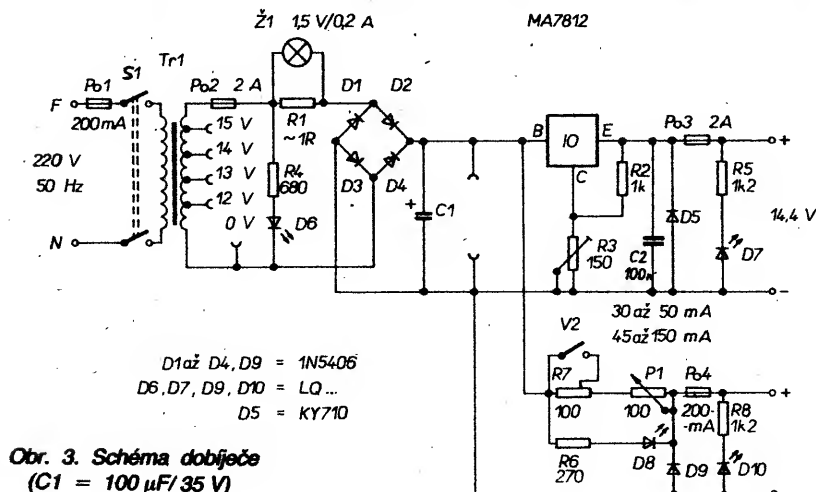 Ž1 1,5 V/0,2 A
MA7812
Tr1
S1
Po1
Po2 2 A
D1
D2
F
200mA
R1
~1R
15 V
14 V
13 V
12 V
0 V
B
IO
E
C
Po3
2A
+
220 V
50 Hz
R4
680
D3
D4
D6
+
C1
R2
1k
R5
1k2
D5
14,4 V
R3
150
C2
100n
D7
N
-
30 až 50 mA
45až150 mA
V2
D1až D4, D9 = 1N5406
D6, D7, D9, D10 = LQ...
D5 = KY710
R7
100
P1
100
Po4
200-
-mA
+
R8
1k2
R6
270
D8
D9
D10
Obr. 3. Schéma dobíječe
(C1 = 100 µF/ 35 V)